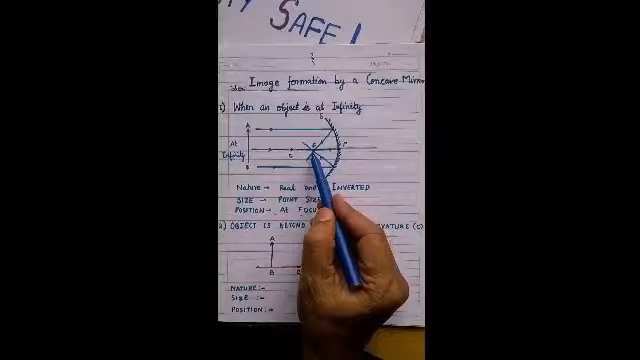 SAFE!
Image formation by a Concave Mirror
1) When an object is at Infinity
A
At
Infinity
B
C
F
P
Nature → Real and INVERTED
SIZE → POINT SIZE
POSITION → At FOCUS
2) OBJECT IS BEYOND
A
B
C
NATURE:-
SIZE :-
POSITION :-